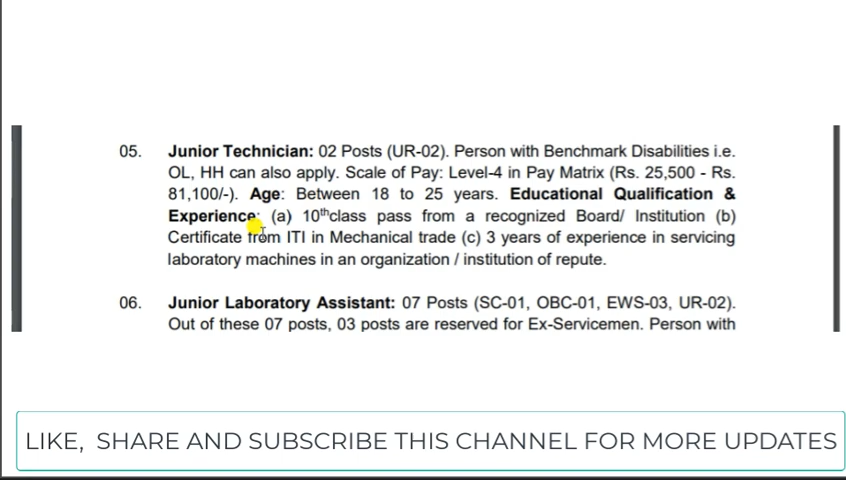 05. Junior Technician: 02 Posts (UR-02). Person with Benchmark Disabilities i.e.
OL, HH can also apply. Scale of Pay: Level-4 in Pay Matrix (Rs. 25,500 - Rs.
81,100/-). Age: Between 18 to 25 years. Educational Qualification &
Experience: (a) 10thclass pass from a recognized Board/ Institution (b)
Certificate from ITI in Mechanical trade (c) 3 years of experience in servicing
laboratory machines in an organization / institution of repute.
06. Junior Laboratory Assistant: 07 Posts (SC-01, OBC-01, EWS-03, UR-02).
Out of these 07 posts, 03 posts are reserved for Ex-Servicemen. Person with
LIKE, SHARE AND SUBSCRIBE THIS CHANNEL FOR MORE UPDATES